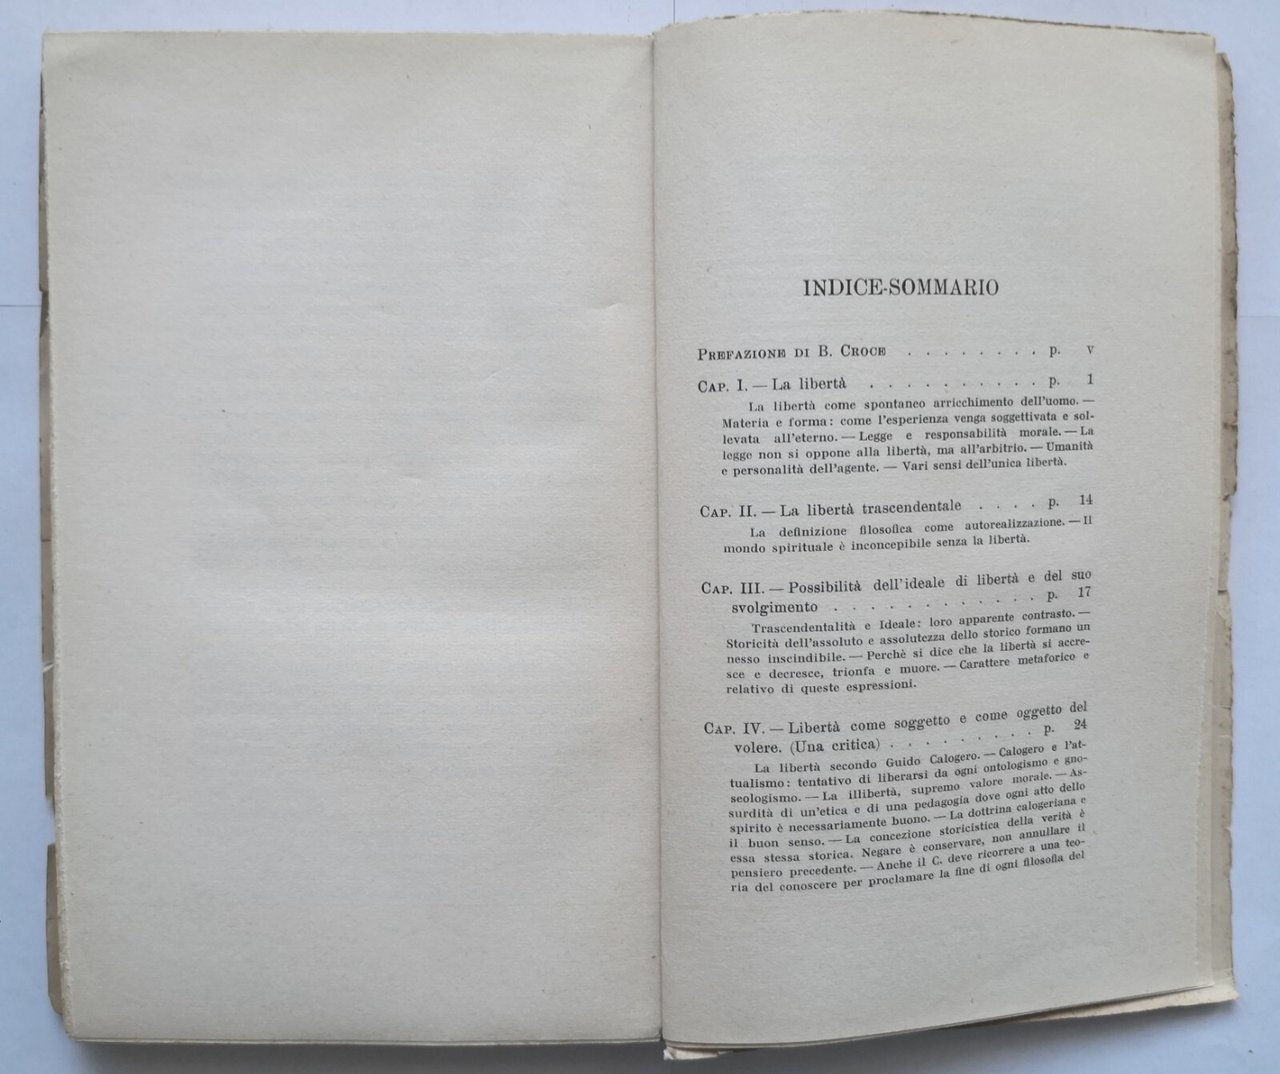 INDICE-SOMMARIO
PREFAZIONE DI B. CROCE . . . . . . . . p. V
CAP. I. — La libertà . . . . . . . . . . p. 1
La libertà come spontaneo arricchimento dell'uomo. —
Materia e forma: come l'esperienza venga soggettivata e sol-
levata all'eterno. — Legge e responsabilità morale. — La
legge non si oppone alla libertà, ma all'arbitrio. — Umanità
e personalità dell'agente. — Vari sensi dell'unica libertà.
CAP. II. — La libertà trascendentale . . . . p. 14
La definizione filosofica come autorealizzazione. — Il
mondo spirituale è inconcepibile senza la libertà.
CAP. III. — Possibilità dell'ideale di libertà e del suo
svolgimento . . . . . . . . . . . . p. 17
Trascendentalità e Ideale: loro apparente contrasto. —
Storicità dell'assoluto e assolutezza dello storico formano un
nesso inscindibile. — Perchè si dice che la libertà si accre-
sce e decresce, trionfa e muore. — Carattere metaforico e
relativo di queste espressioni.
CAP. IV. — Libertà come soggetto e come oggetto del
volere. (Una critica) . . . . . . . . . p. 24
La libertà secondo Guido Calogero. — Calogero e l'at-
tualismo: tentativo di liberarsi da ogni ontologismo e gno-
seologismo. — La illibertà, supremo valore morale. — As-
surdità di un'etica e di una pedagogia dove ogni atto dello
spirito è necessariamente buono. — La dottrina calogeriana e
il buon senso. — La concezione storicistica della verità è
essa stessa storica. Negare è conservare, non annullare il
pensiero precedente. — Anche il C. deve ricorrere a una teo-
ria del conoscere per proclamare la fine di ogni filosofia del